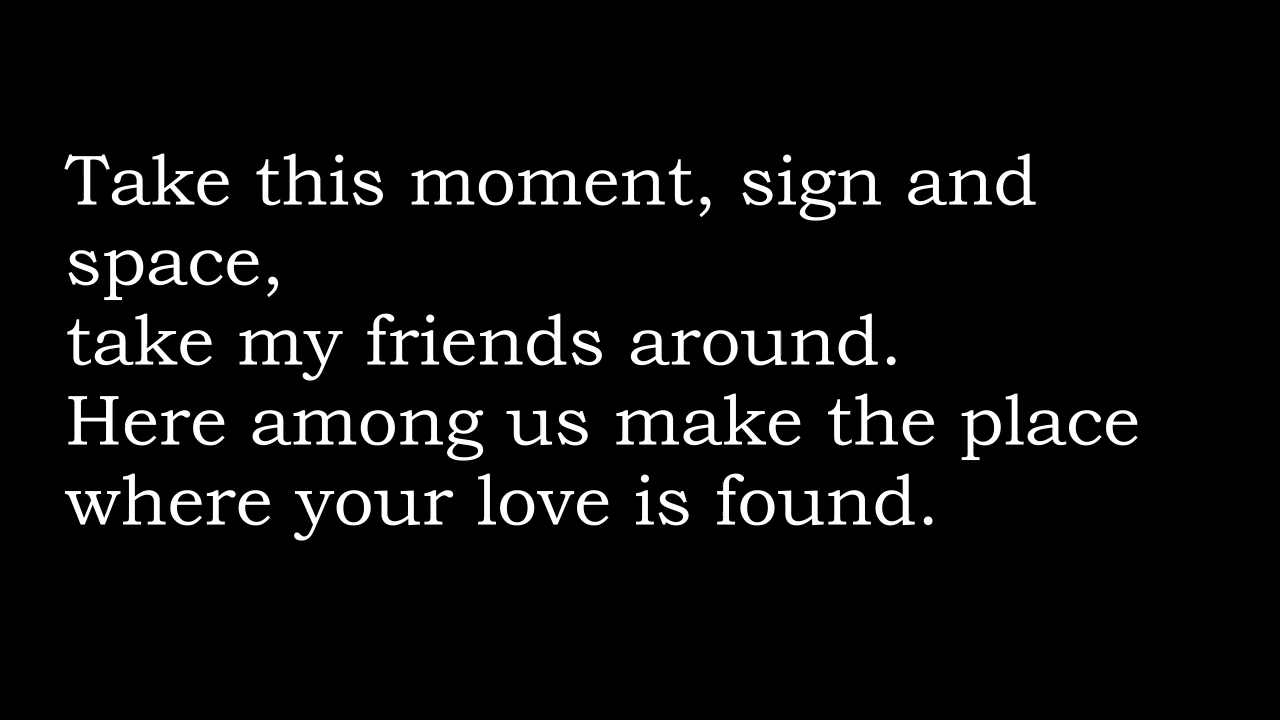 Take this moment, sign and
space,
take my friends around.
Here among us make the place
where your love is found.